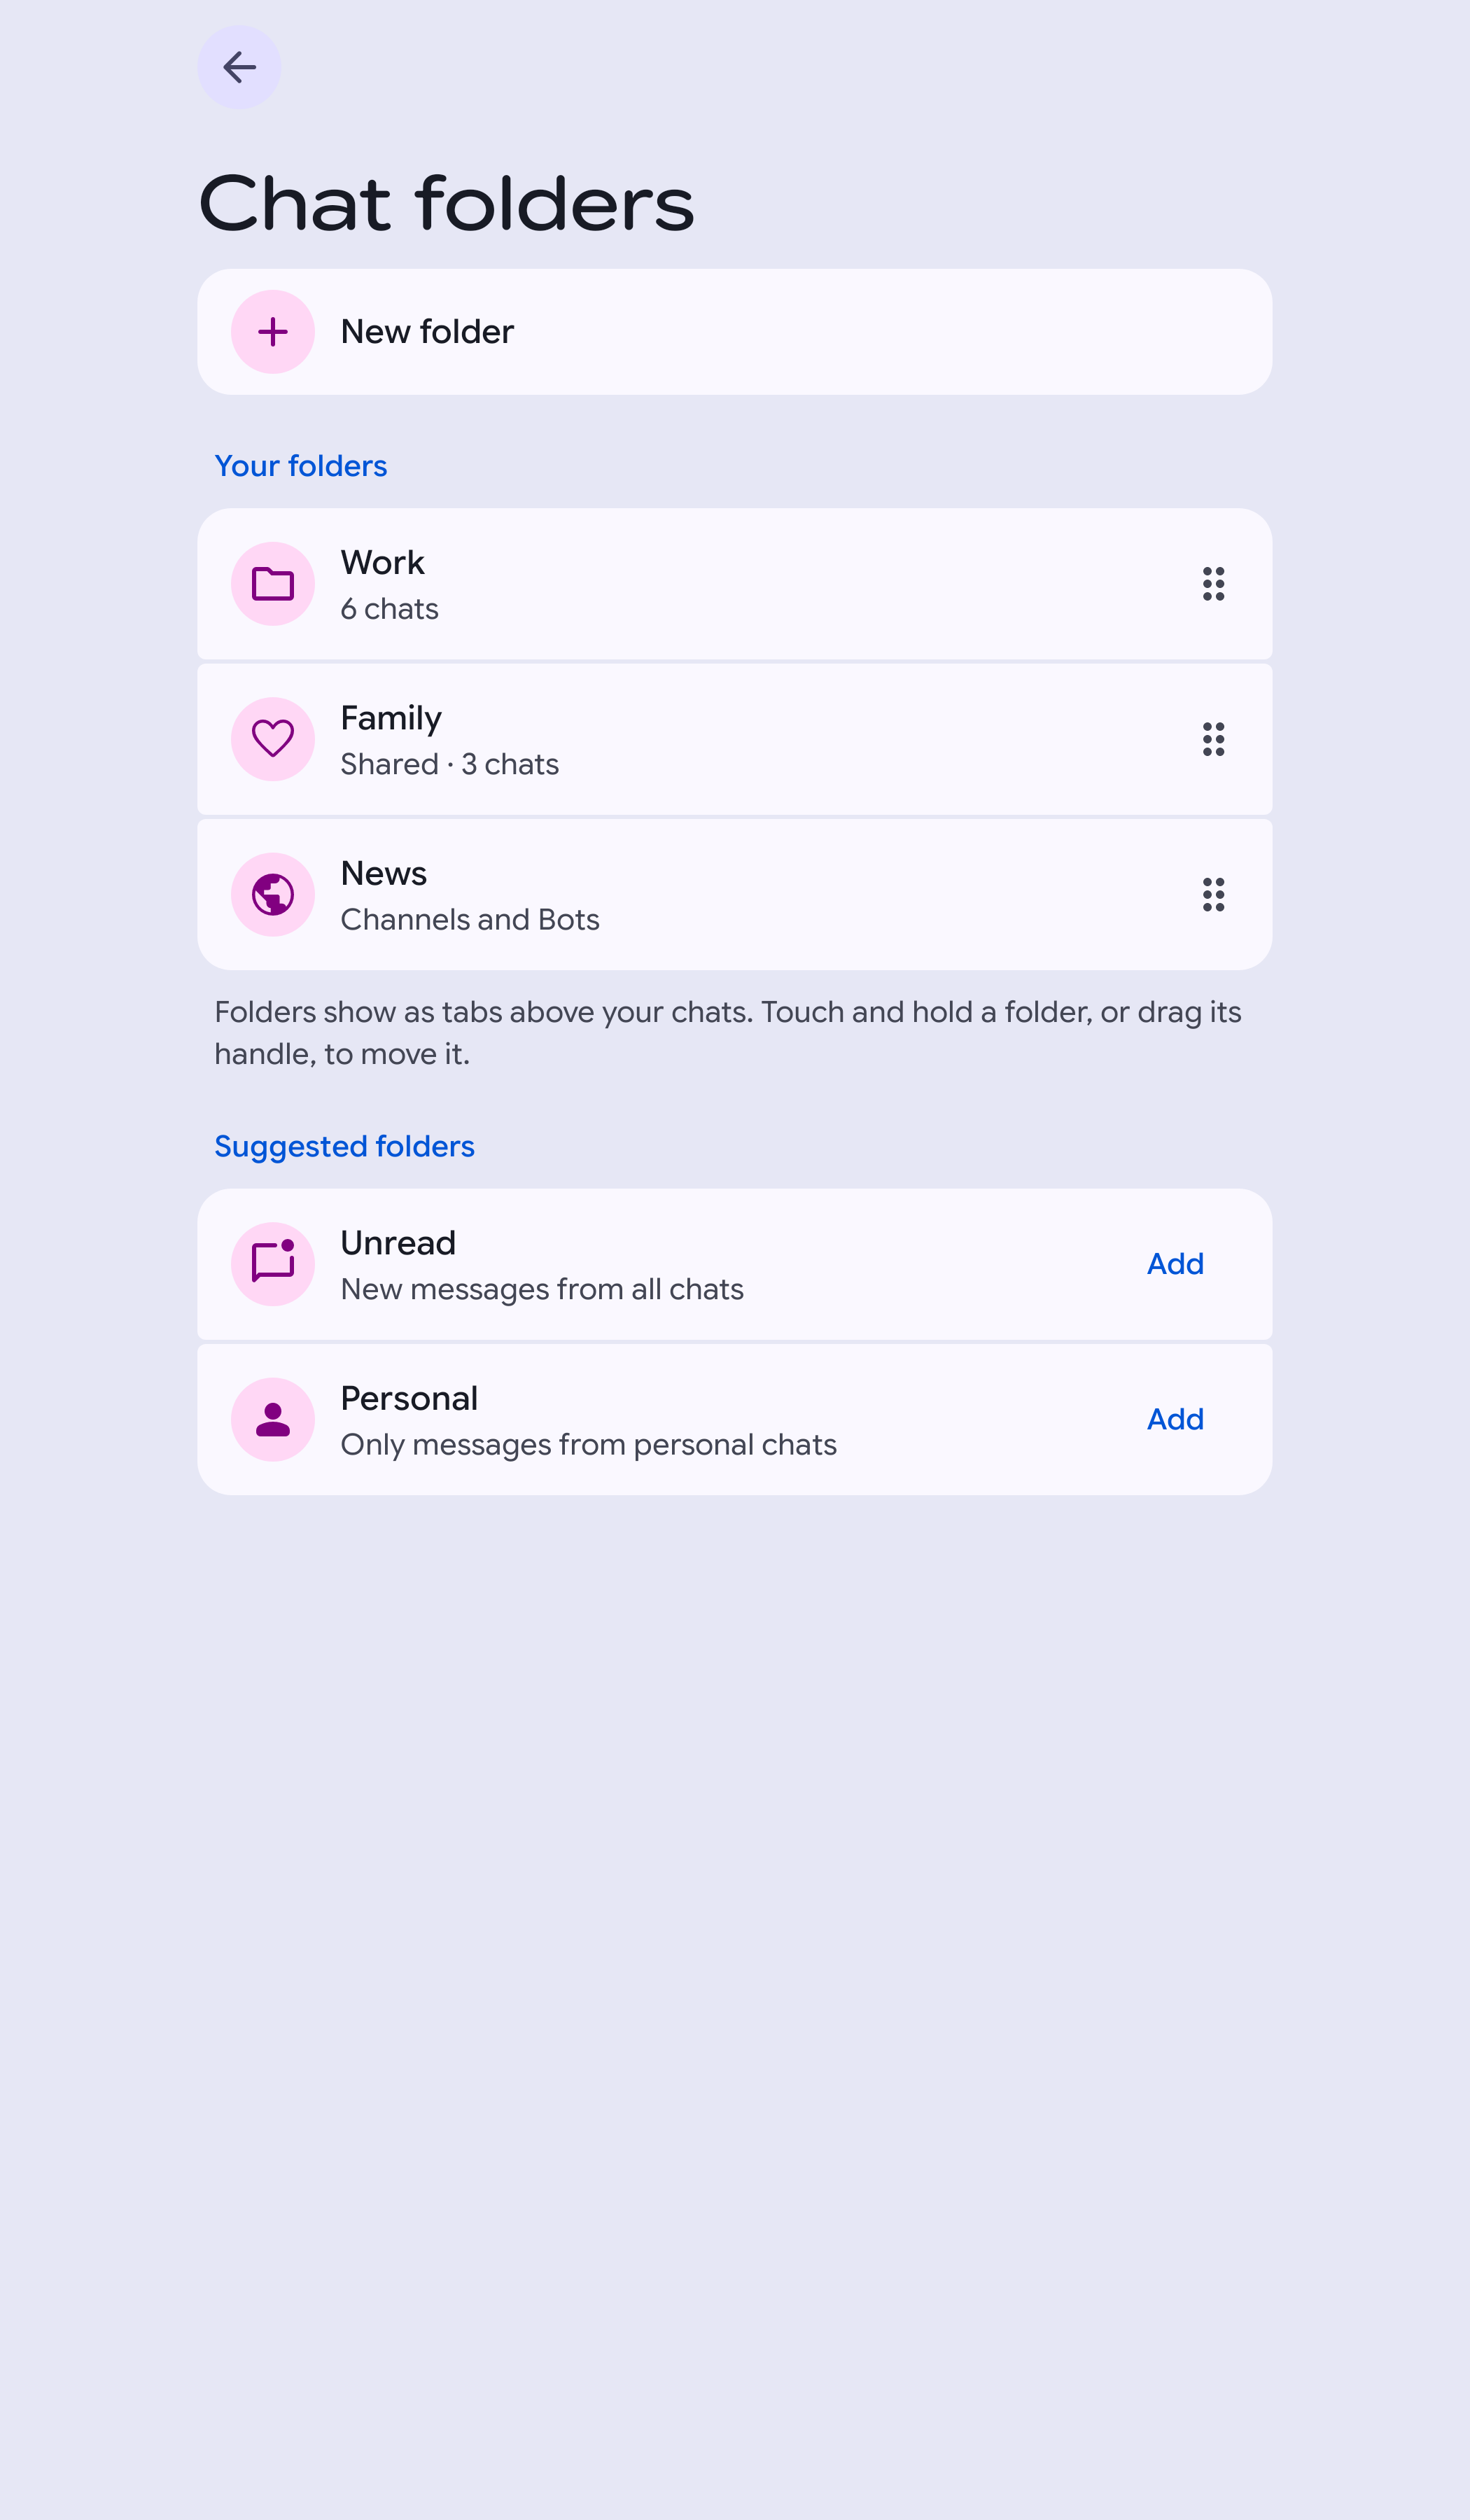 Chat folders
New folder
Your folders
Work
6 chats
Family
Shared · 3 chats
News
Channels and Bots
Folders show as tabs above your chats. Touch and hold a folder, or drag its
handle, to move it.
Suggested folders
Unread
New messages from all chats
Add
Personal
Only messages from personal chats
Add